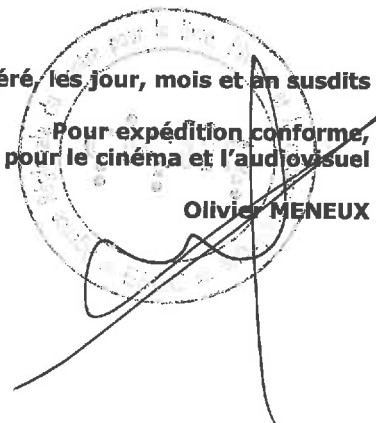 éré, les jour, mois et an susdits
Pour expédition conforme,
pour le cinéma et l'audiovisuel
Olivier MENEUX